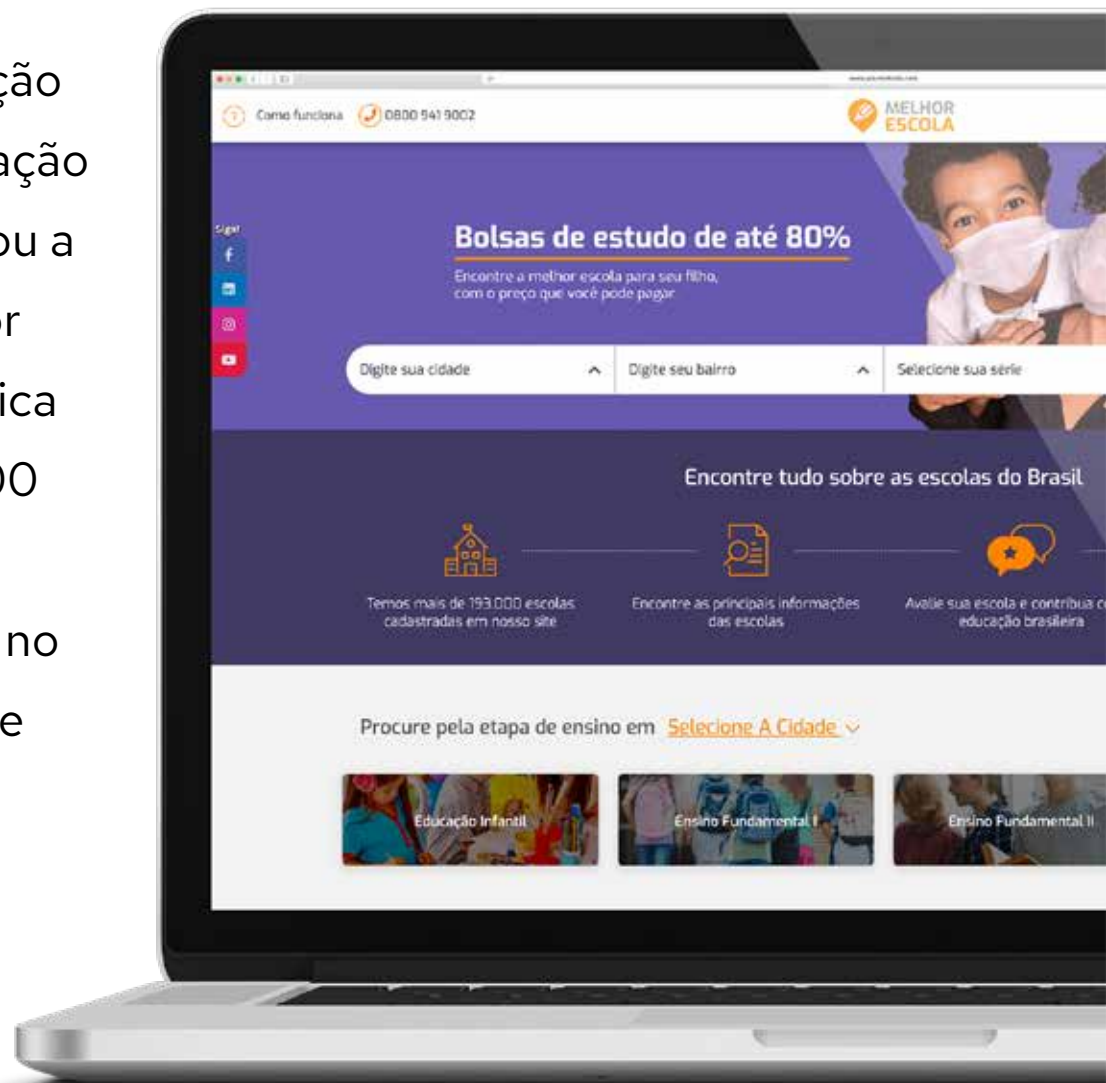 ção
ação
ou a
or
ica
00
no
e
Como funciona
0800 941 9002
MELHOR
ESCOLA
Siga!
Bolsas de estudo de até 80%
Encontre a melhor escola para seu filho,
com o preço que você pode pagar
Digite sua cidade
Digite seu bairro
Selecione sua série
Encontre tudo sobre as escolas do Brasil
Temos mais de 193.000 escolas
cadastradas em nosso site
Encontre as principais informações
das escolas
Avalie sua escola e contribua co
educação brasileira
Procure pela etapa de ensino em Selecione A Cidade
Educação Infantil
Ensino Fundamental I
Ensino Fundamental II